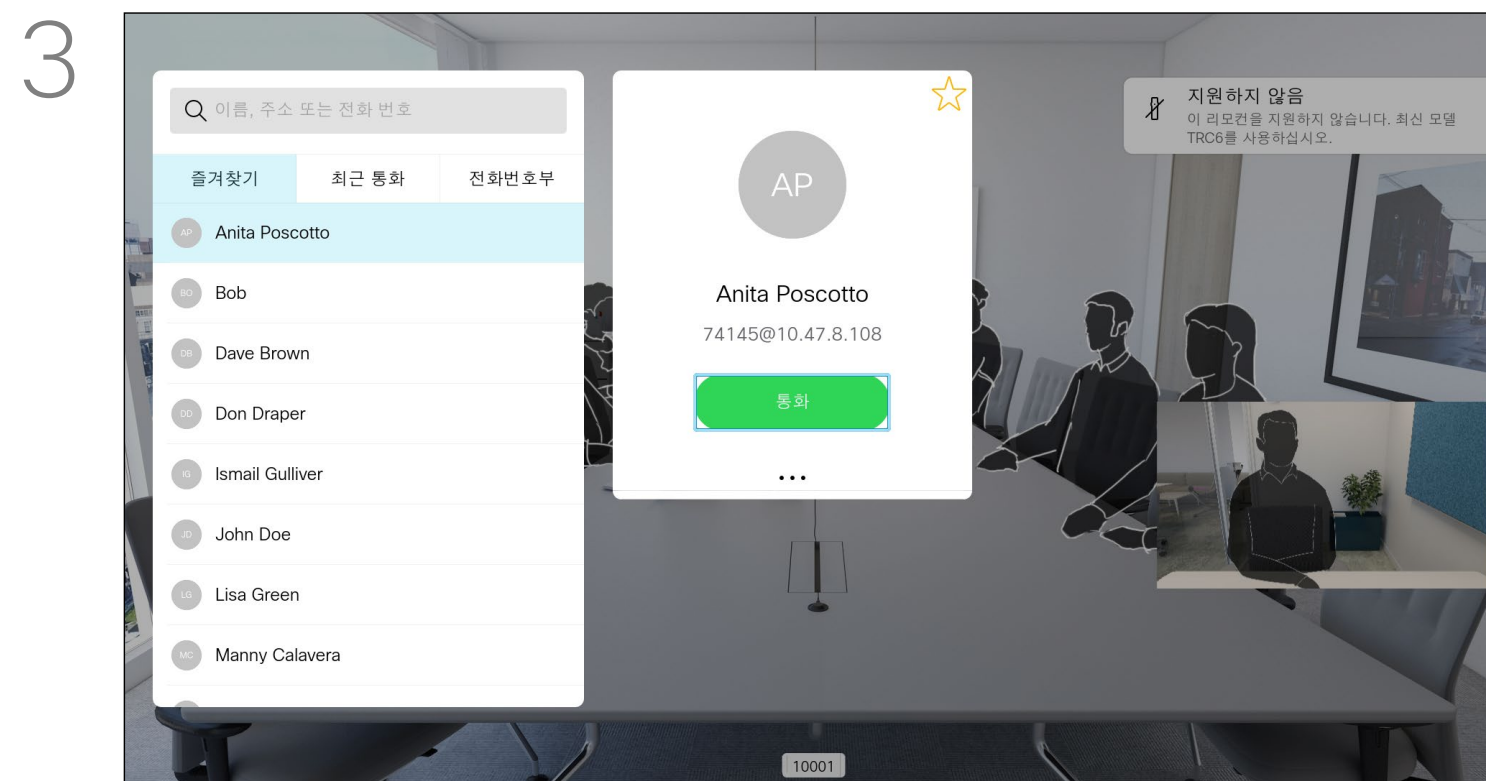 3
이름, 주소 또는 전화 번호
즐겨찾기 최근 통화 전화번호부
AP Anita Poscotto
BO Bob
DB Dave Brown
DD Don Draper
IG Ismail Gulliver
JD John Doe
LG Lisa Green
MC Manny Calavera
AP
Anita Poscotto
74145@10.47.8.108
통화
...
지원하지 않음
이 리모컨을 지원하지 않습니다. 최신 모델
TRC6를 사용하십시오.
10001